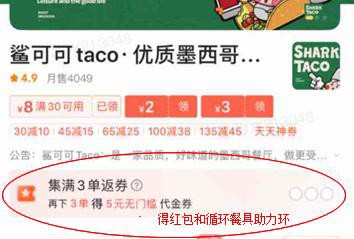 SHARK
TACO
鲨可可taco· 优质墨西哥...
4.9 月售4049
SHARK
TACO
¥8 满30可用 已领 ¥2 领 ¥3 领
30减10 45减15 65减25 100减38 135减45 天天神券
公告：鲨可可Taco：是一家品质，好味道的墨西哥餐厅，做更受...
集满3单返券
再下 3单 得 5元无门槛 代金券
得红包和循环餐具助力环